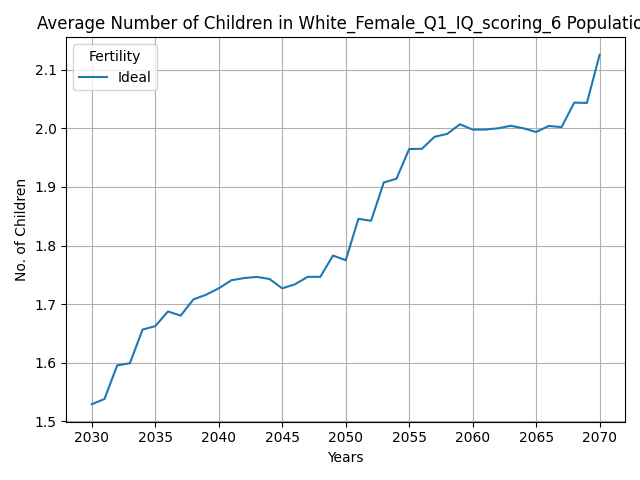 Average Number of Children in White_Female_Q1_IQ_scoring_6 Populatio
Fertility
Ideal
No. of Children
2.1
2.0
1.9
1.8
1.7
1.6
1.5
2030 2035 2040 2045 2050 2055 2060 2065 2070
Years